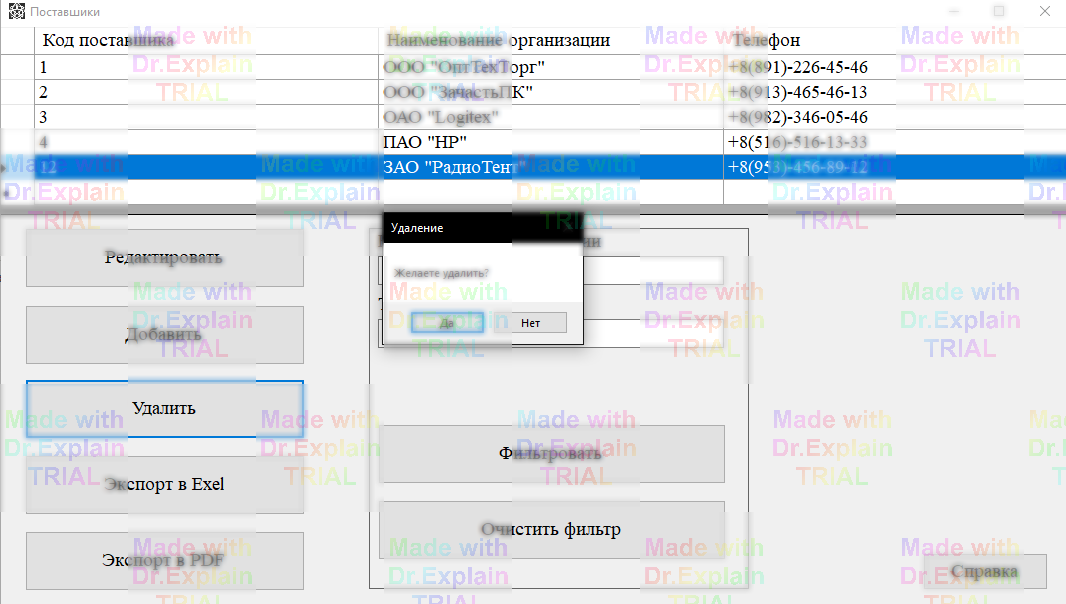 Поставщики
Код поставщика Наименование организации Телефон
1 ООО "ОптТехТорг" +8(891)-226-45-46
2 ООО "ЗачастьПК" +8(913)-465-46-13
3 ОАО "Logitex" +8(982)-346-05-46
4 ПАО "HP" +8(516)-516-13-33
12 ЗАО "РадиоТент" +8(953)-456-89-12
Удаление
Желаете удалить?
Да Нет
Редактировать
Добавить
Удалить
Экспорт в Exel
Экспорт в PDF
Фильтровать
Очистить фильтр
Справка
Made with
Dr.Explain
TRIAL